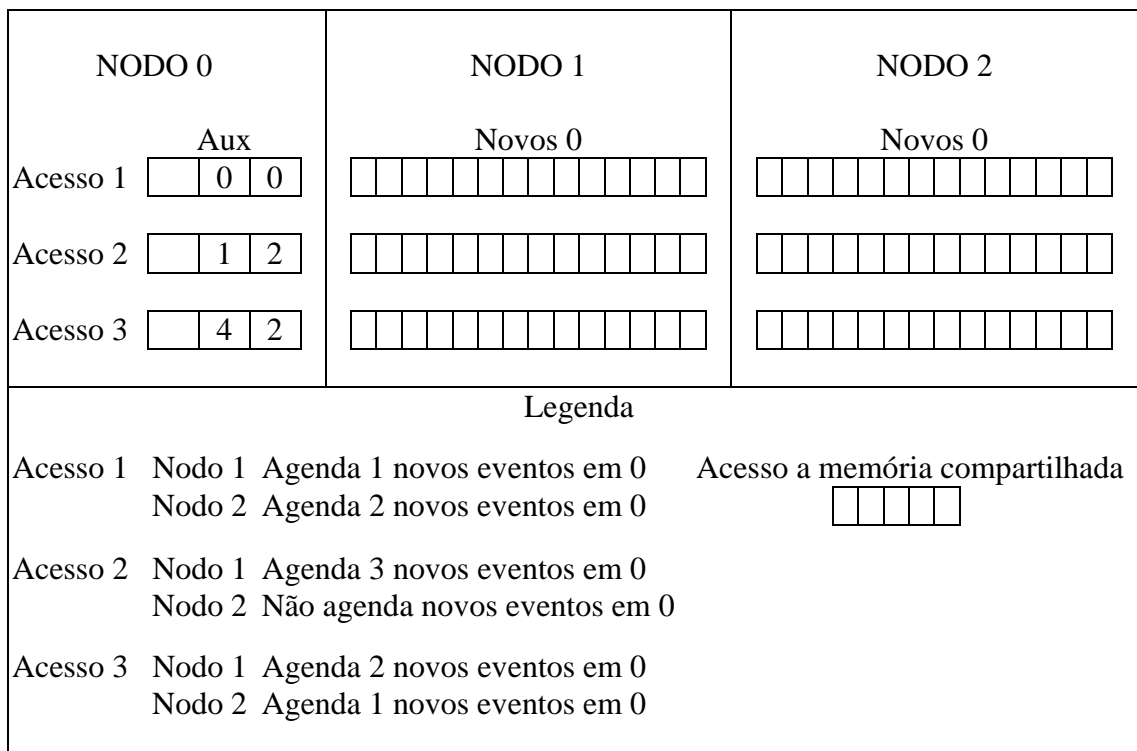 NODO 0 NODO 1 NODO 2
Aux Novos 0 Novos 0
Acesso 1 0 0
Acesso 2 1 2
Acesso 3 4 2
Legenda
Acesso 1 Nodo 1 Agenda 1 novos eventos em 0 Acesso a memória compartilhada
Nodo 2 Agenda 2 novos eventos em 0
Acesso 2 Nodo 1 Agenda 3 novos eventos em 0
Nodo 2 Não agenda novos eventos em 0
Acesso 3 Nodo 1 Agenda 2 novos eventos em 0
Nodo 2 Agenda 1 novos eventos em 0